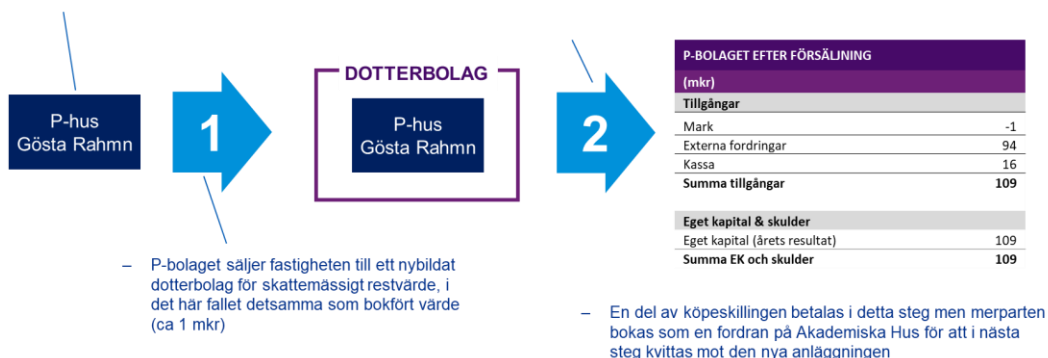 P-hus
Gösta Rahmn
1
DOTTERBOLAG
P-hus
Gösta Rahmn
2
P-BOLAGET EFTER FÖRSÄLJNING
(mkr)
Tillgångar
Mark -1
Externa fordringar 94
Kassa 16
Summa tillgångar 109
Eget kapital & skulder
Eget kapital (årets resultat) 109
Summa EK och skulder 109
– P-bolaget säljer fastigheten till ett nybildat
dotterbolag för skattemässigt restvärde, i
det här fallet detsamma som bokfört värde
(ca 1 mkr)
– En del av köpeskillingen betalas i detta steg men merparten
bokas som en fordran på Akademiska Hus för att i nästa
steg kvittas mot den nya anläggningen